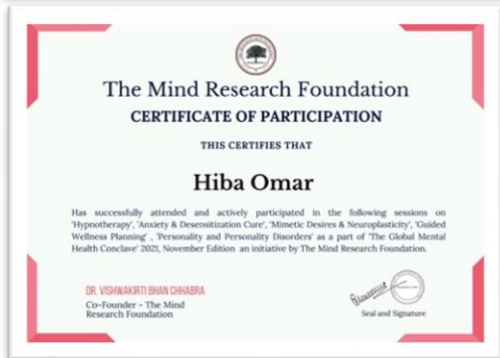 The Mind Research Foundation
CERTIFICATE OF PARTICIPATION
THIS CERTIFIES THAT
Hiba Omar
Has successfully attended and actively participated in the following sessions on
'Hypnotherapy', 'Anxiety & Desensitization Cure', 'Mimetic Desires & Neuroplasticity', 'Guided
Wellness Planning' , 'Personality and Personality Disorders' as a part of 'The Global Mental
Health Conclave' 2021, November Edition an initiative by The Mind Research Foundation.
DR. VISHWAKIRTI BHAN CHHABRA
Co-Founder - The Mind
Research Foundation
Seal and Signature